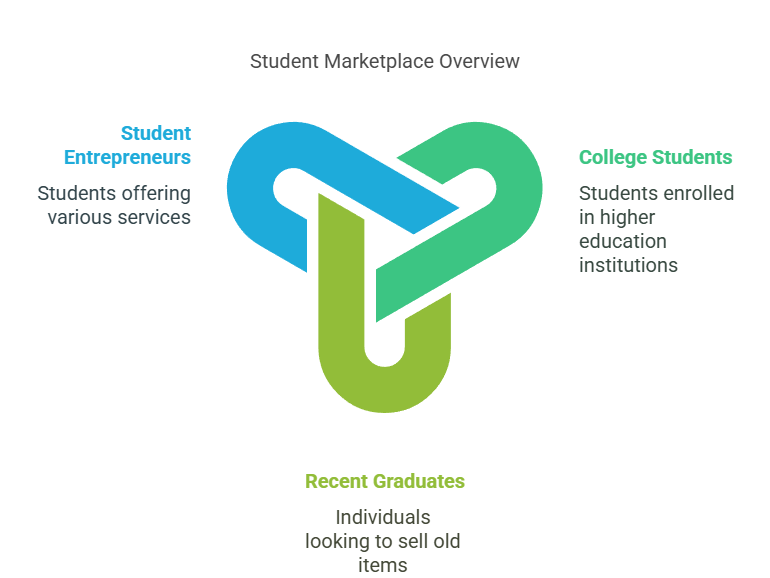 Student Marketplace Overview
Student
Entrepreneurs
Students offering
various services
College Students
Students enrolled
in higher
education
institutions
Recent Graduates
Individuals
looking to sell old
items